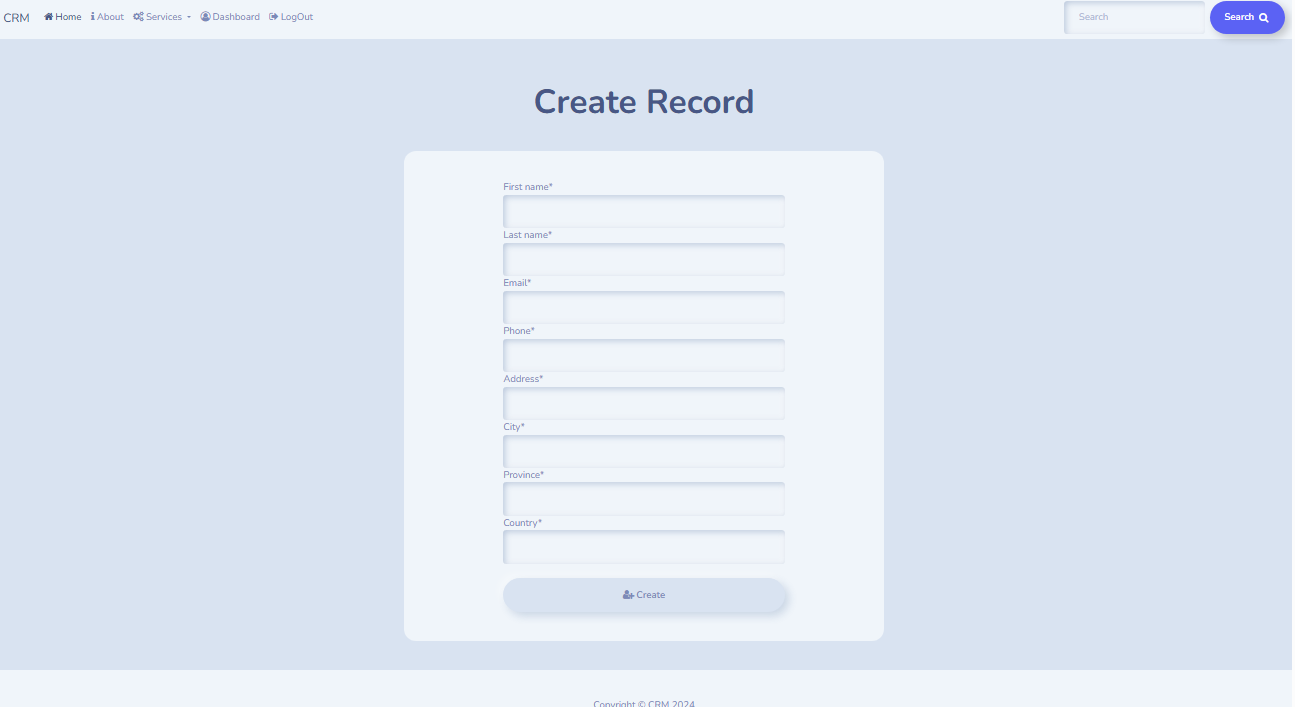 CRM Home About Services Dashboard LogOut Search Search
Create Record
First name*
Last name*
Email*
Phone*
Address*
City*
Province*
Country*
Create
Copyright © CRM 2024